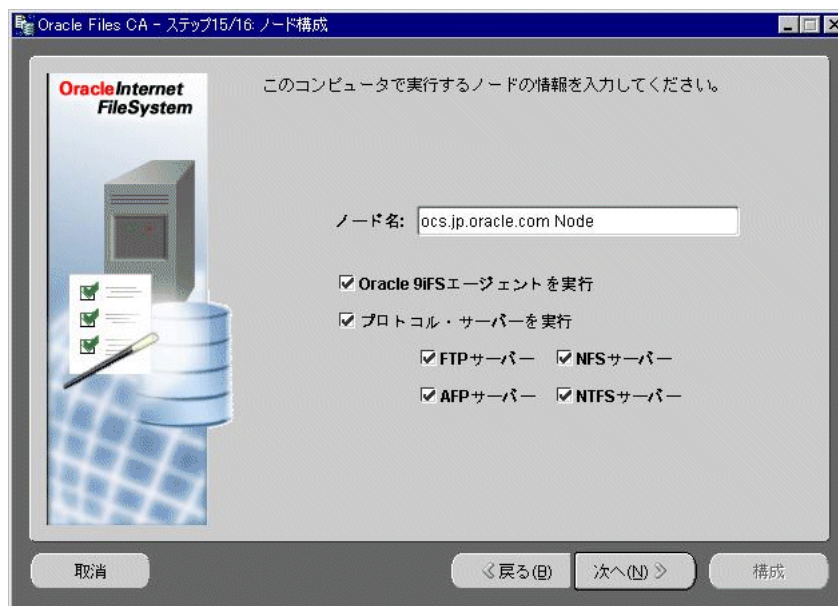 Oracle Files CA - ステップ15/16: ノード構成
Oracle Internet
FileSystem
このコンピュータで実行するノードの情報を入力してください。
ノード名: ocs.jp.oracle.com Node
Oracle 9iFSエージェントを実行
プロトコル・サーバーを実行
FTPサーバー NFSサーバー
AFPサーバー NTFSサーバー
取消 戻る(B) 次へ(N) 構成